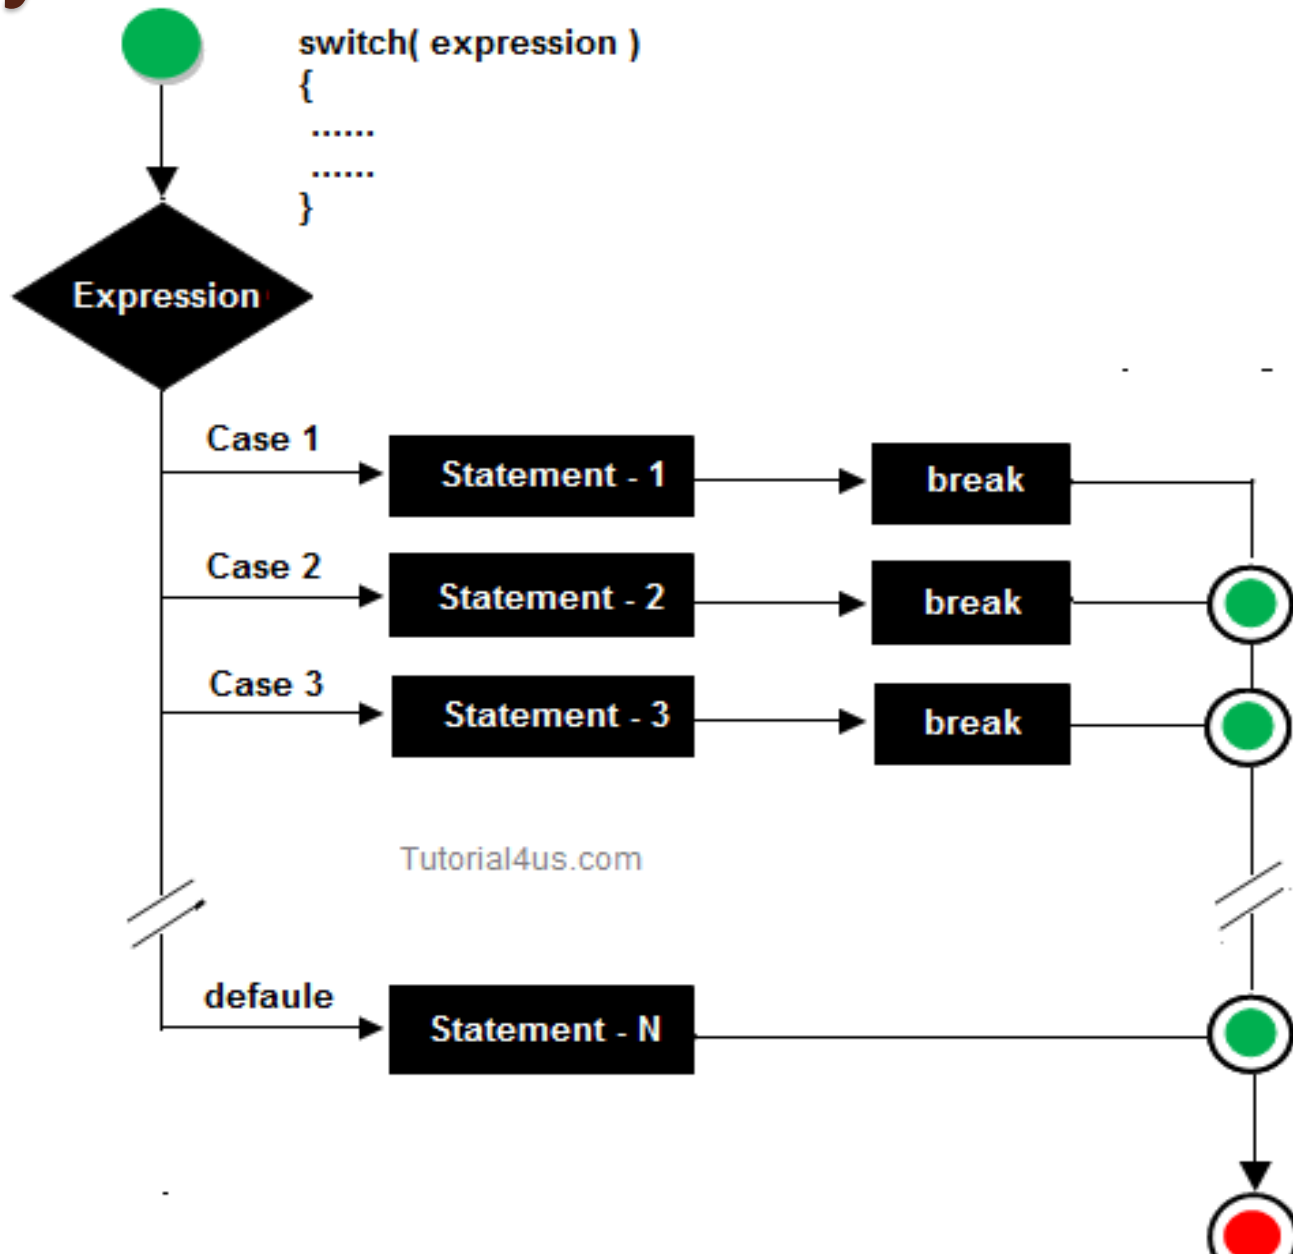 switch( expression )
{
......
......
}
Expression
Case 1
Statement - 1
break
Case 2
Statement - 2
break
Case 3
Statement - 3
break
Tutorial4us.com
defaule
Statement - N